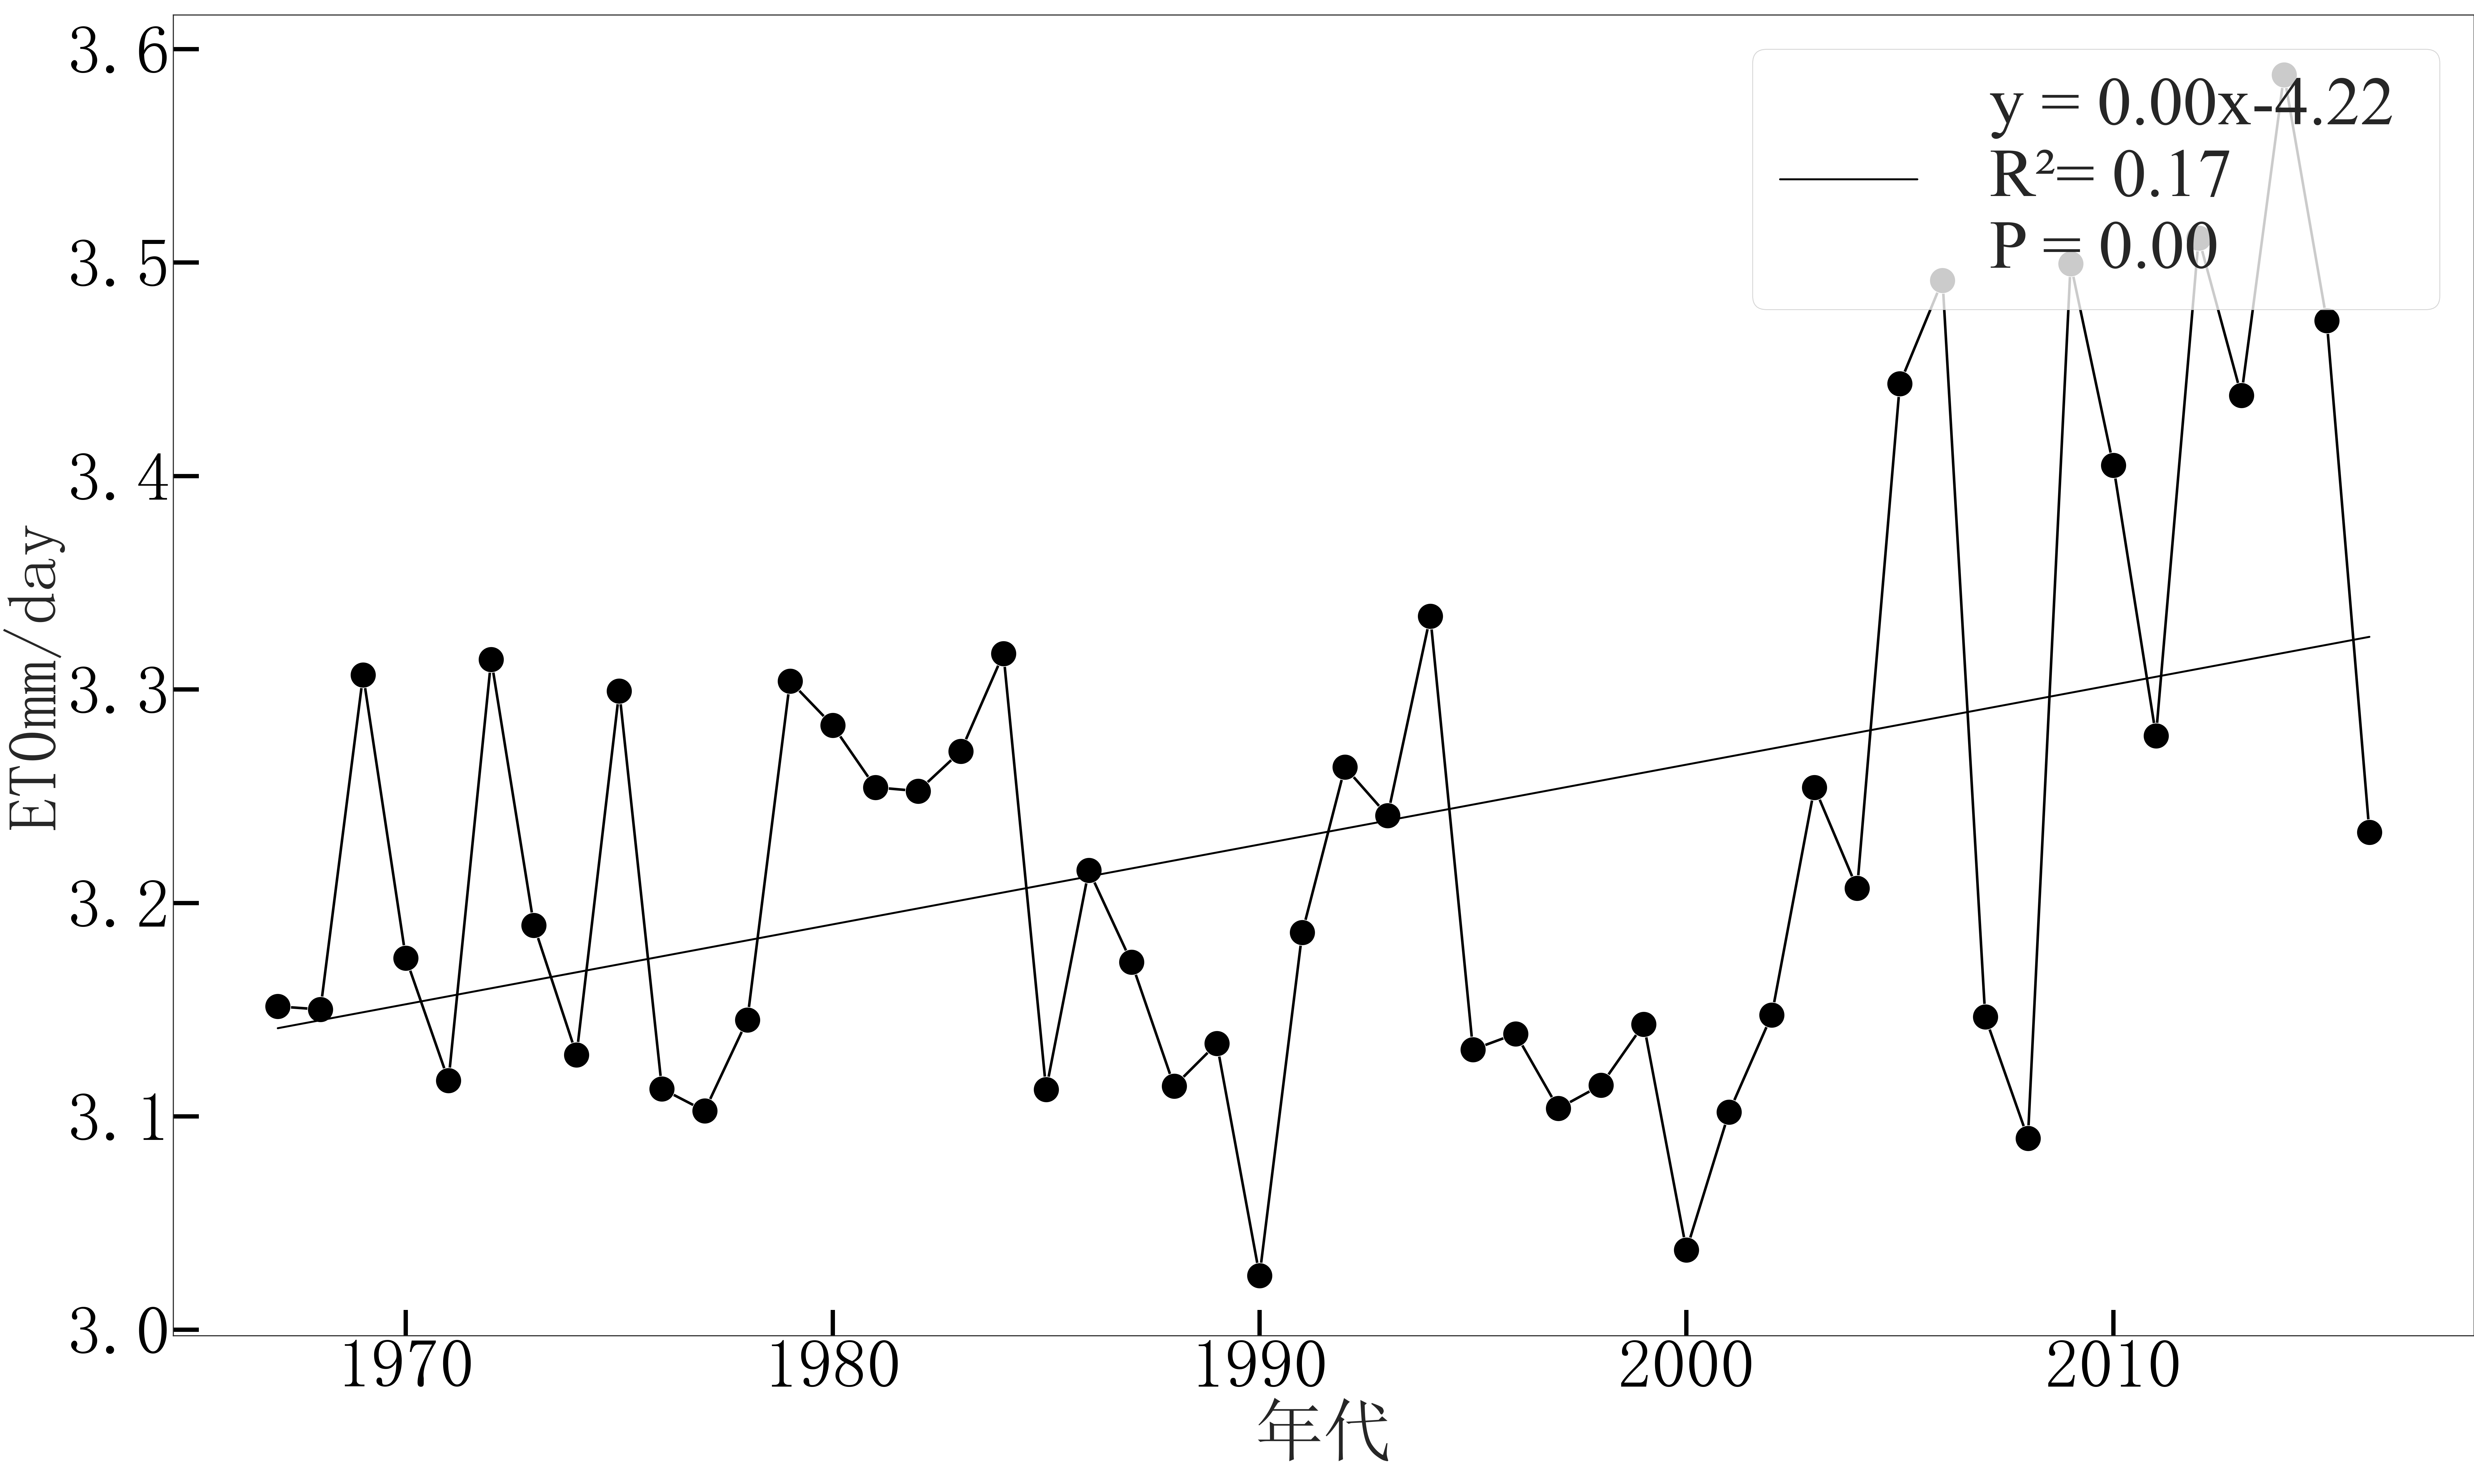 3.6
3.5
3.4
3.3
3.2
3.1
3.0
ET0mm/day
y = 0.00x-4.22
R²= 0.17
P = 0.00
1970 1980 1990 2000 2010
年代